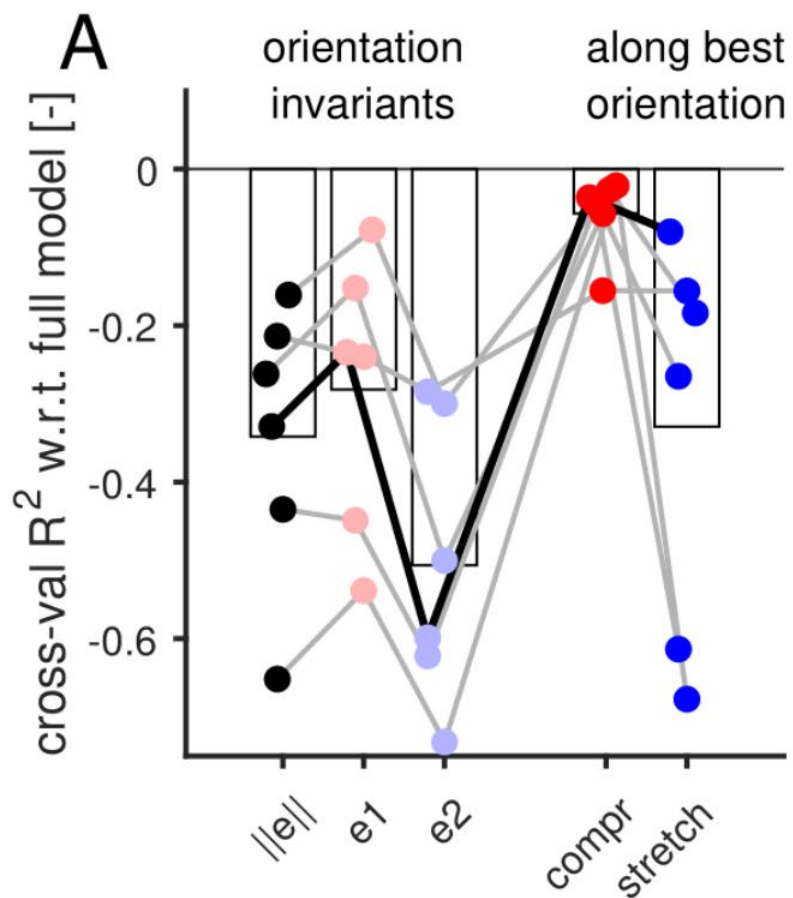 A
orientation
invariants
along best
orientation
cross-val R2 w.r.t. full model [-]
0
-0.2
-0.4
-0.6
||e||
e1
e2
compr
stretch